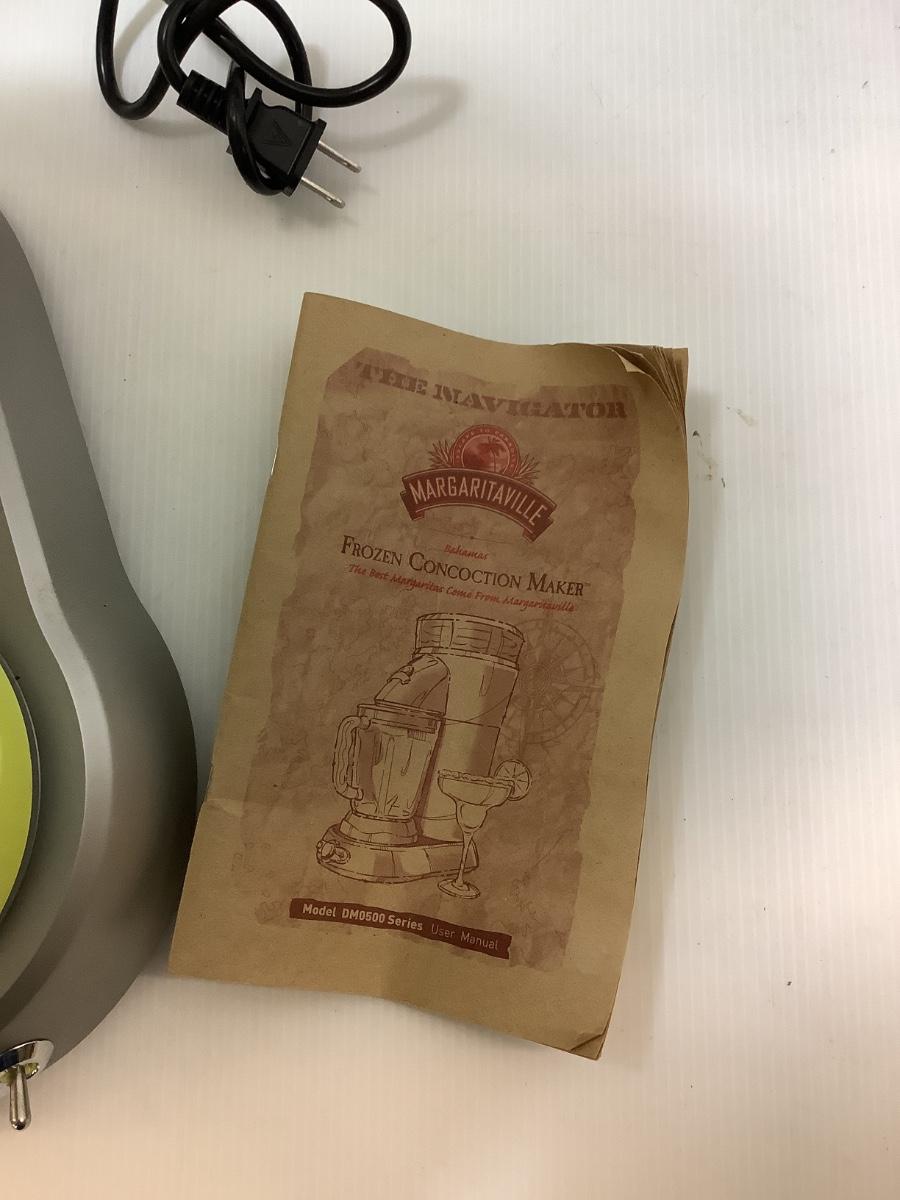 THE NAVIGATOR
MARGARITAVILLE
Bahamas
FROZEN CONCOCTION MAKER™
The Best Margaritas Come From Margaritaville
Model DM0500 Series User Manual